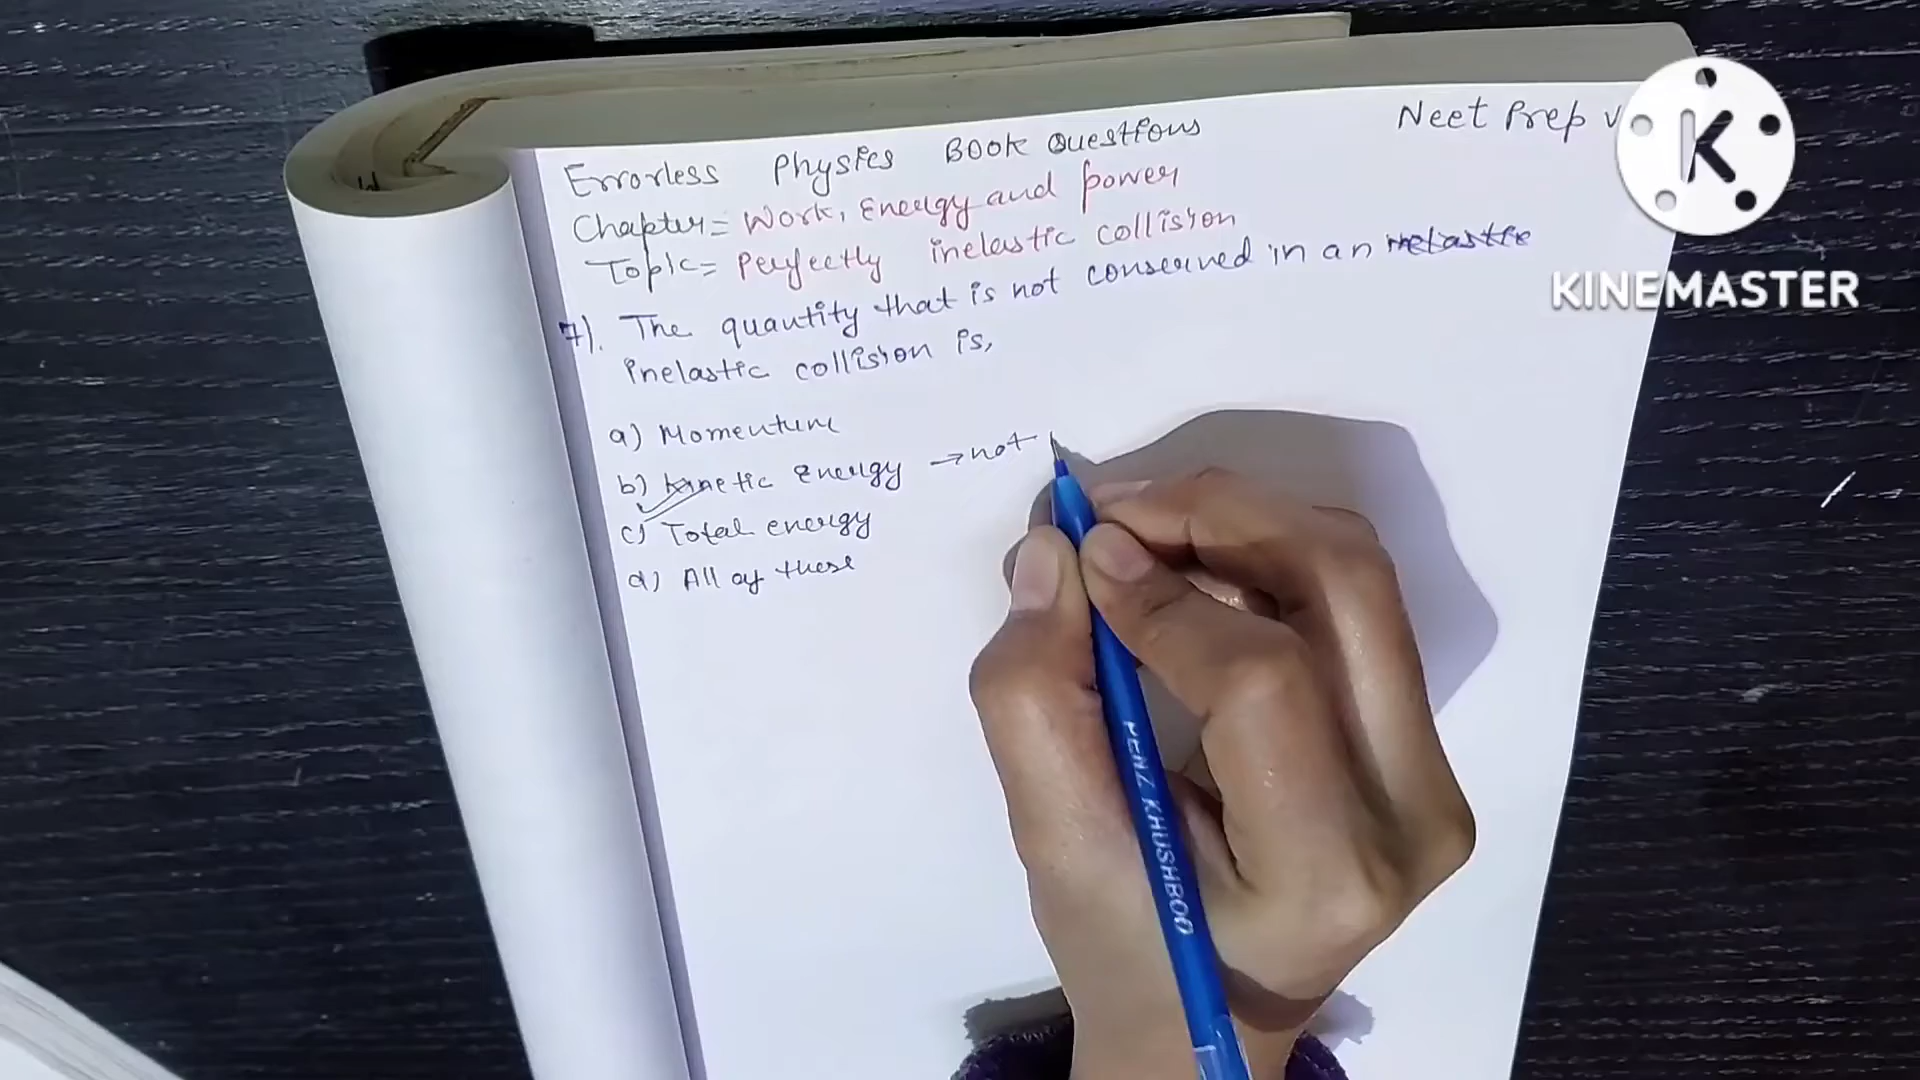 Errorless Physics Book Questions
Neet Prep
Chapter = Work, Energy and power
Topic = Perfectly inelastic collision
7). The quantity that is not conserved in an
inelastic collision is,
a) Momentum
b) Kinetic Energy → not
c) Total energy
d) All of these
K
KINEMASTER
PENZ KHUSHBOO